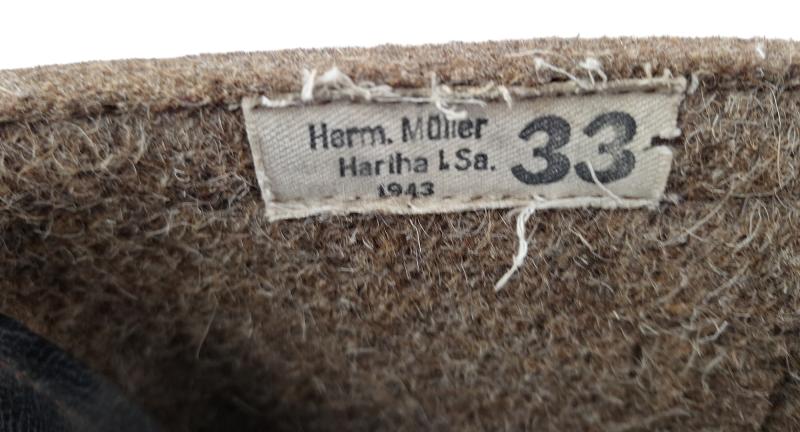 Herm. Müller
Hartha i. Sa.
1943
33